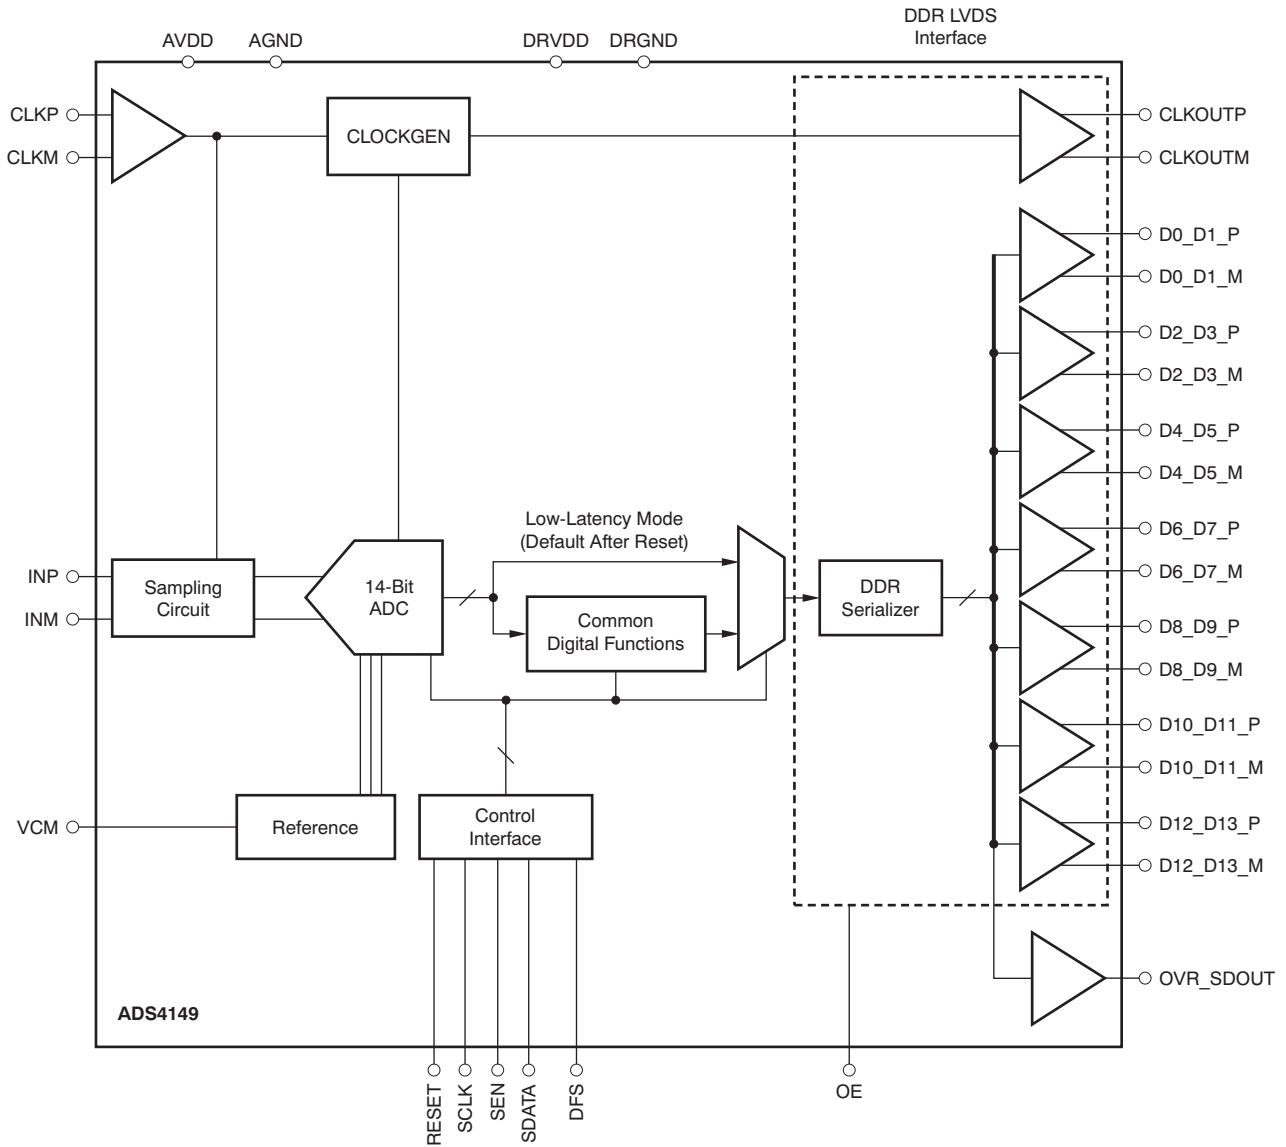 DDR LVDS
Interface
AVDD
AGND
DRVDD
DRGND
CLKP
CLKM
CLOCKGEN
CLKOUTP
CLKOUTM
D0_D1_P
D0_D1_M
D2_D3_P
D2_D3_M
D4_D5_P
D4_D5_M
Low-Latency Mode
(Default After Reset)
D6_D7_P
D6_D7_M
INP
INM
Sampling
Circuit
14-Bit
ADC
Common
Digital Functions
DDR
Serializer
D8_D9_P
D8_D9_M
D10_D11_P
D10_D11_M
VCM
Reference
Control
Interface
D12_D13_P
D12_D13_M
OVR_SDOUT
ADS4149
RESET
SCLK
SEN
SDATA
DFS
OE